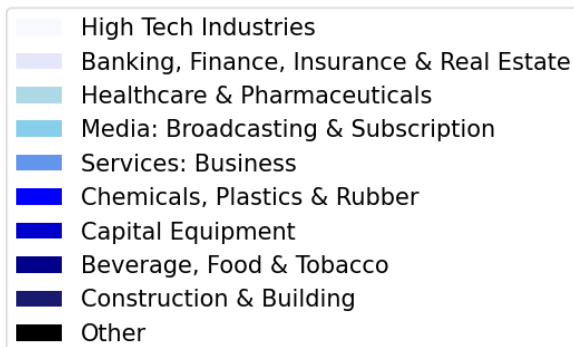 High Tech Industries
Banking, Finance, Insurance & Real Estate
Healthcare & Pharmaceuticals
Media: Broadcasting & Subscription
Services: Business
Chemicals, Plastics & Rubber
Capital Equipment
Beverage, Food & Tobacco
Construction & Building
Other